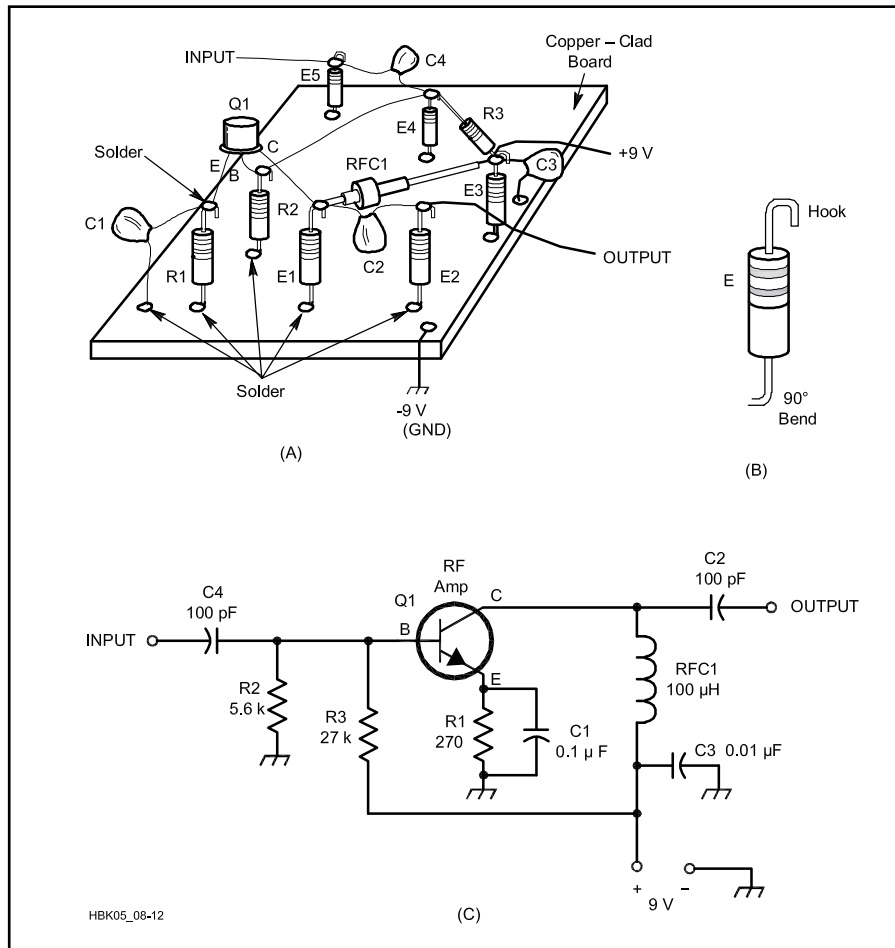 INPUT
C4
Copper – Clad
Board
E5
Q1
R3
E4
C
Solder
E
B
RFC1
+9 V
C3
C1
R2
E3
Hook
E
R1
E1
C2
E2
OUTPUT
Solder
-9 V
(GND)
90°
Bend
(A)
(B)
RF
Amp
C2
100 pF
C4
100 pF
Q1
C
INPUT
B
OUTPUT
R2
5.6 k
E
RFC1
100 µH
R3
27 k
R1
270
C1
0.1 µ F
C3 0.01 µF
+ 9 V –
HBK05_08-12
(C)